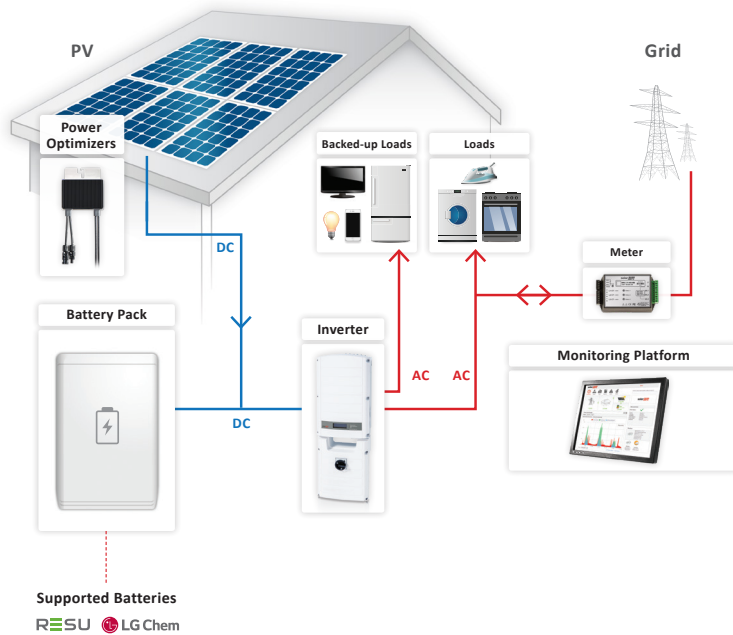 PV
Grid
Power
Optimizers
Backed-up Loads
Loads
DC
Meter
Battery Pack
Inverter
Monitoring Platform
AC
AC
DC
Supported Batteries
RESU
LG Chem